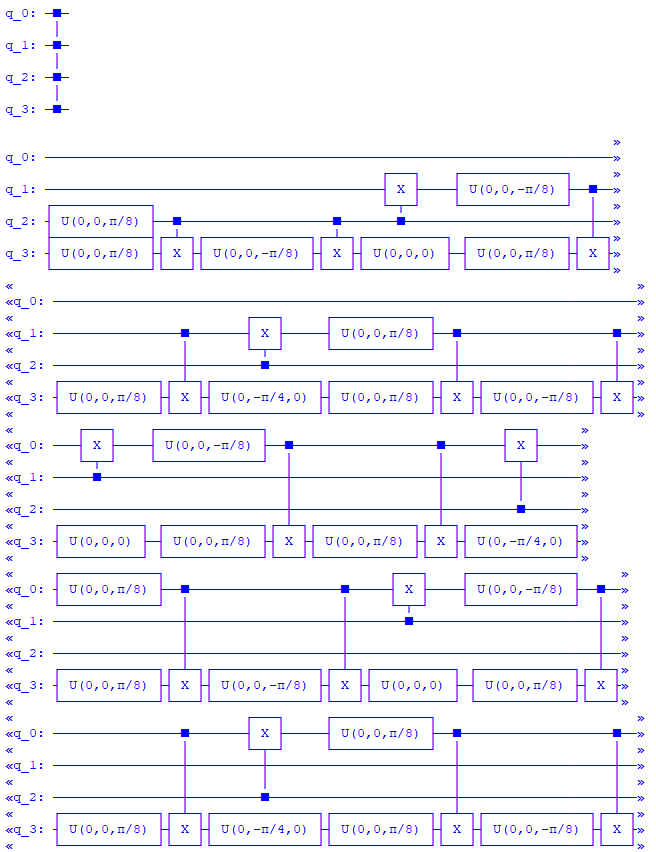 q_0:
q_1:
q_2:
q_3:
»
q_0: »
»
q_1: X U(0,0,-π/8) »
»
q_2: U(0,0,π/8) »
»
q_3: U(0,0,π/8) X U(0,0,-π/8) X U(0,0,0) U(0,0,π/8) X »
»
« »
«q_0: »
« »
«q_1: X U(0,0,π/8) »
« »
«q_2: »
« »
«q_3: U(0,0,π/8) X U(0,-π/4,0) U(0,0,π/8) X U(0,0,-π/8) X »
« »
« »
«q_0: X U(0,0,-π/8) X »
« »
«q_1: »
« »
«q_2: »
« »
«q_3: U(0,0,0) U(0,0,π/8) X U(0,0,π/8) X U(0,-π/4,0) »
« »
« »
«q_0: U(0,0,π/8) X U(0,0,-π/8) »
« »
«q_1: »
« »
«q_2: »
« »
«q_3: U(0,0,π/8) X U(0,0,-π/8) X U(0,0,0) U(0,0,π/8) X »
« »
« »
«q_0: X U(0,0,π/8) »
« »
«q_1: »
« »
«q_2: »
« »
«q_3: U(0,0,π/8) X U(0,-π/4,0) U(0,0,π/8) X U(0,0,-π/8) X »
« »